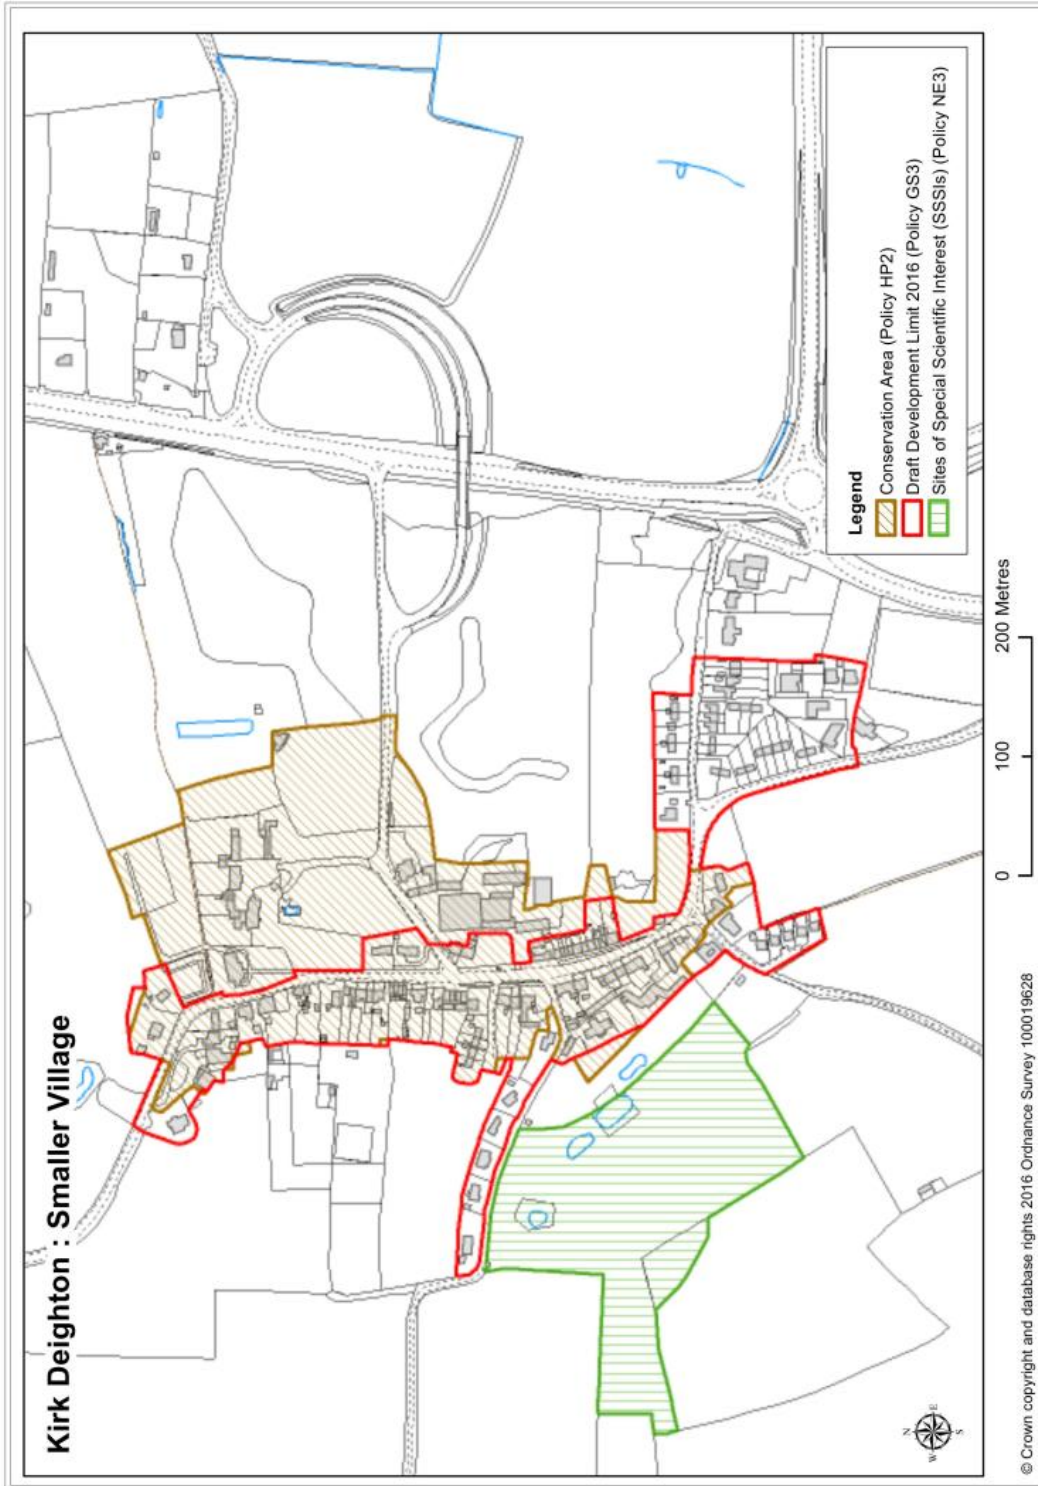 Kirk Deighton : Smaller Village
Legend
Conservation Area (Policy HP2)
Draft Development Limit 2016 (Policy GS3)
Sites of Special Scientific Interest (SSSIs) (Policy NE3)
N
W E
S
0 100 200 Metres
© Crown copyright and database rights 2016 Ordnance Survey 100019628